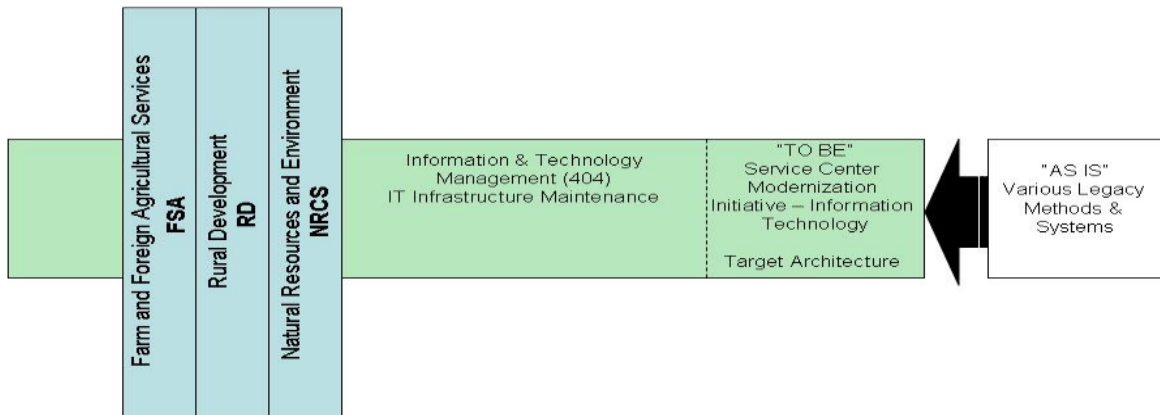 Farm and Foreign Agricultural Services
FSA
Rural Development
RD
Natural Resources and Environment
NRCS
Information & Technology
Management (404)
IT Infrastructure Maintenance
"TO BE"
Service Center
Modernization
Initiative – Information
Technology
Target Architecture
"AS IS"
Various Legacy
Methods &
Systems